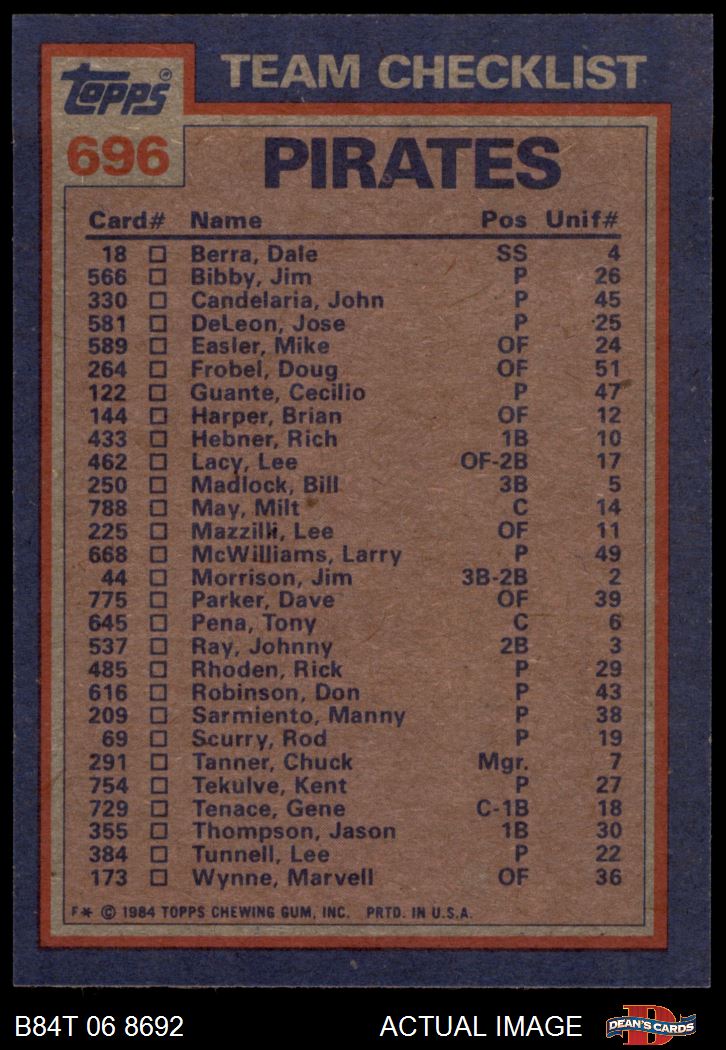 Topps® TEAM CHECKLIST
696 PIRATES
Card# Name Pos Unif#
18 □ Berra, Dale SS 4
566 □ Bibby, Jim P 26
330 □ Candelaria, John P 45
581 □ DeLeon, Jose P 25
589 □ Easler, Mike OF 24
264 □ Frobel, Doug OF 51
122 □ Guante, Cecilio P 47
144 □ Harper, Brian OF 12
433 □ Hebner, Rich 1B 10
462 □ Lacy, Lee OF-2B 17
250 □ Madlock, Bill 3B 5
788 □ May, Milt C 14
225 □ Mazzilli, Lee OF 11
668 □ McWilliams, Larry P 49
44 □ Morrison, Jim 3B-2B 2
775 □ Parker, Dave OF 39
645 □ Pena, Tony C 6
537 □ Ray, Johnny 2B 3
485 □ Rhoden, Rick P 29
616 □ Robinson, Don P 43
209 □ Sarmiento, Manny P 38
69 □ Scurry, Rod P 19
291 □ Tanner, Chuck Mgr. 7
754 □ Tekulve, Kent P 27
729 □ Tenace, Gene C-1B 18
355 □ Thompson, Jason 1B 30
384 □ Tunnell, Lee P 22
173 □ Wynne, Marvell OF 36
F* © 1984 TOPPS CHEWING GUM, INC. PRTD. IN U.S.A.
B84T 06 8692 ACTUAL IMAGE DEAN'S CARDS